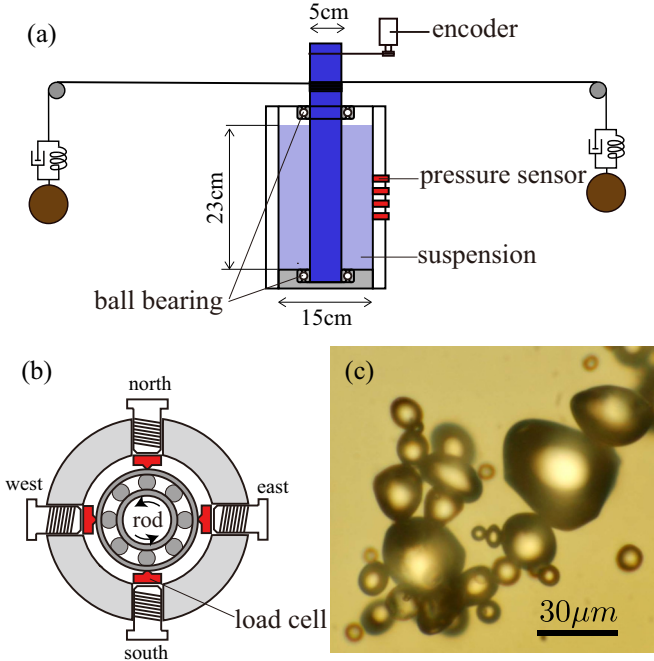 (a)
5cm
encoder
23cm
pressure sensor
suspension
ball bearing
15cm
(b)
north
west
east
rod
load cell
south
(c)
30μm